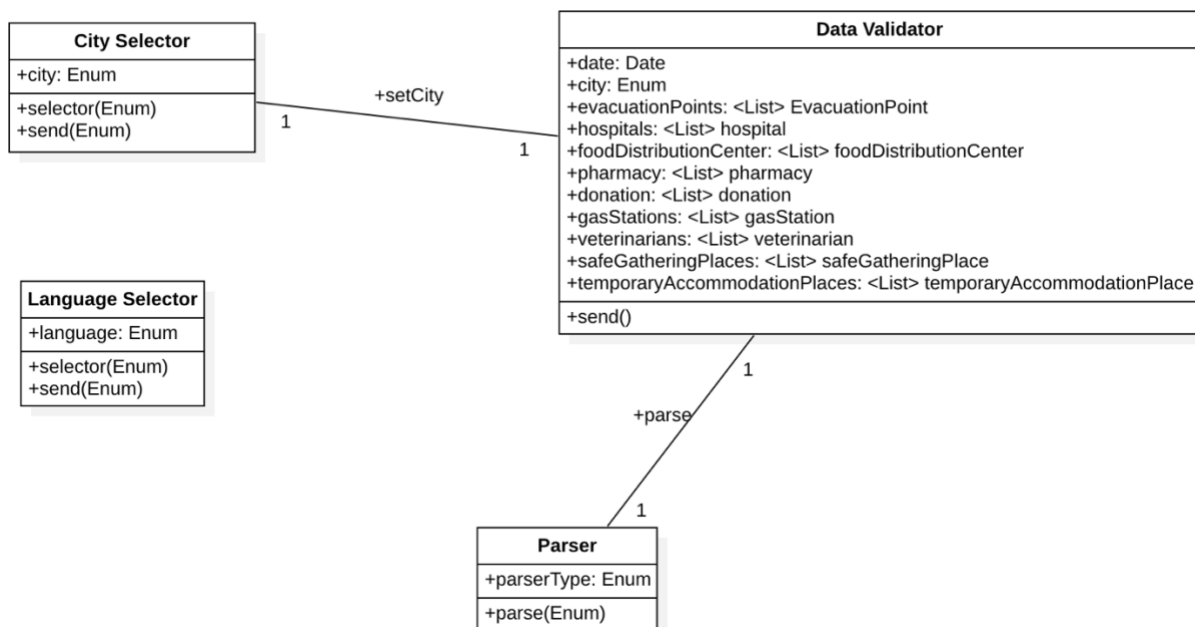 City Selector
+city: Enum
+selector(Enum)
+send(Enum)
+setCity
1
1
Data Validator
+date: Date
+city: Enum
+evacuationPoints: <List> EvacuationPoint
+hospitals: <List> hospital
+foodDistributionCenter: <List> foodDistributionCenter
+pharmacy: <List> pharmacy
+donation: <List> donation
+gasStations: <List> gasStation
+veterinarians: <List> veterinarian
+safeGatheringPlaces: <List> safeGatheringPlace
+temporaryAccommodationPlaces: <List> temporaryAccommodationPlace
+send()
Language Selector
+language: Enum
+selector(Enum)
+send(Enum)
1
+parse
1
Parser
+parserType: Enum
+parse(Enum)